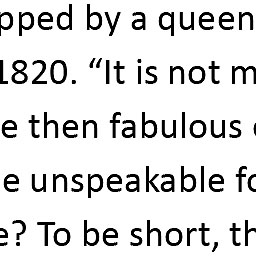 pped by a queen
1820. “It is not m
e then fabulous
e unspeakable fo
e? To be short, th